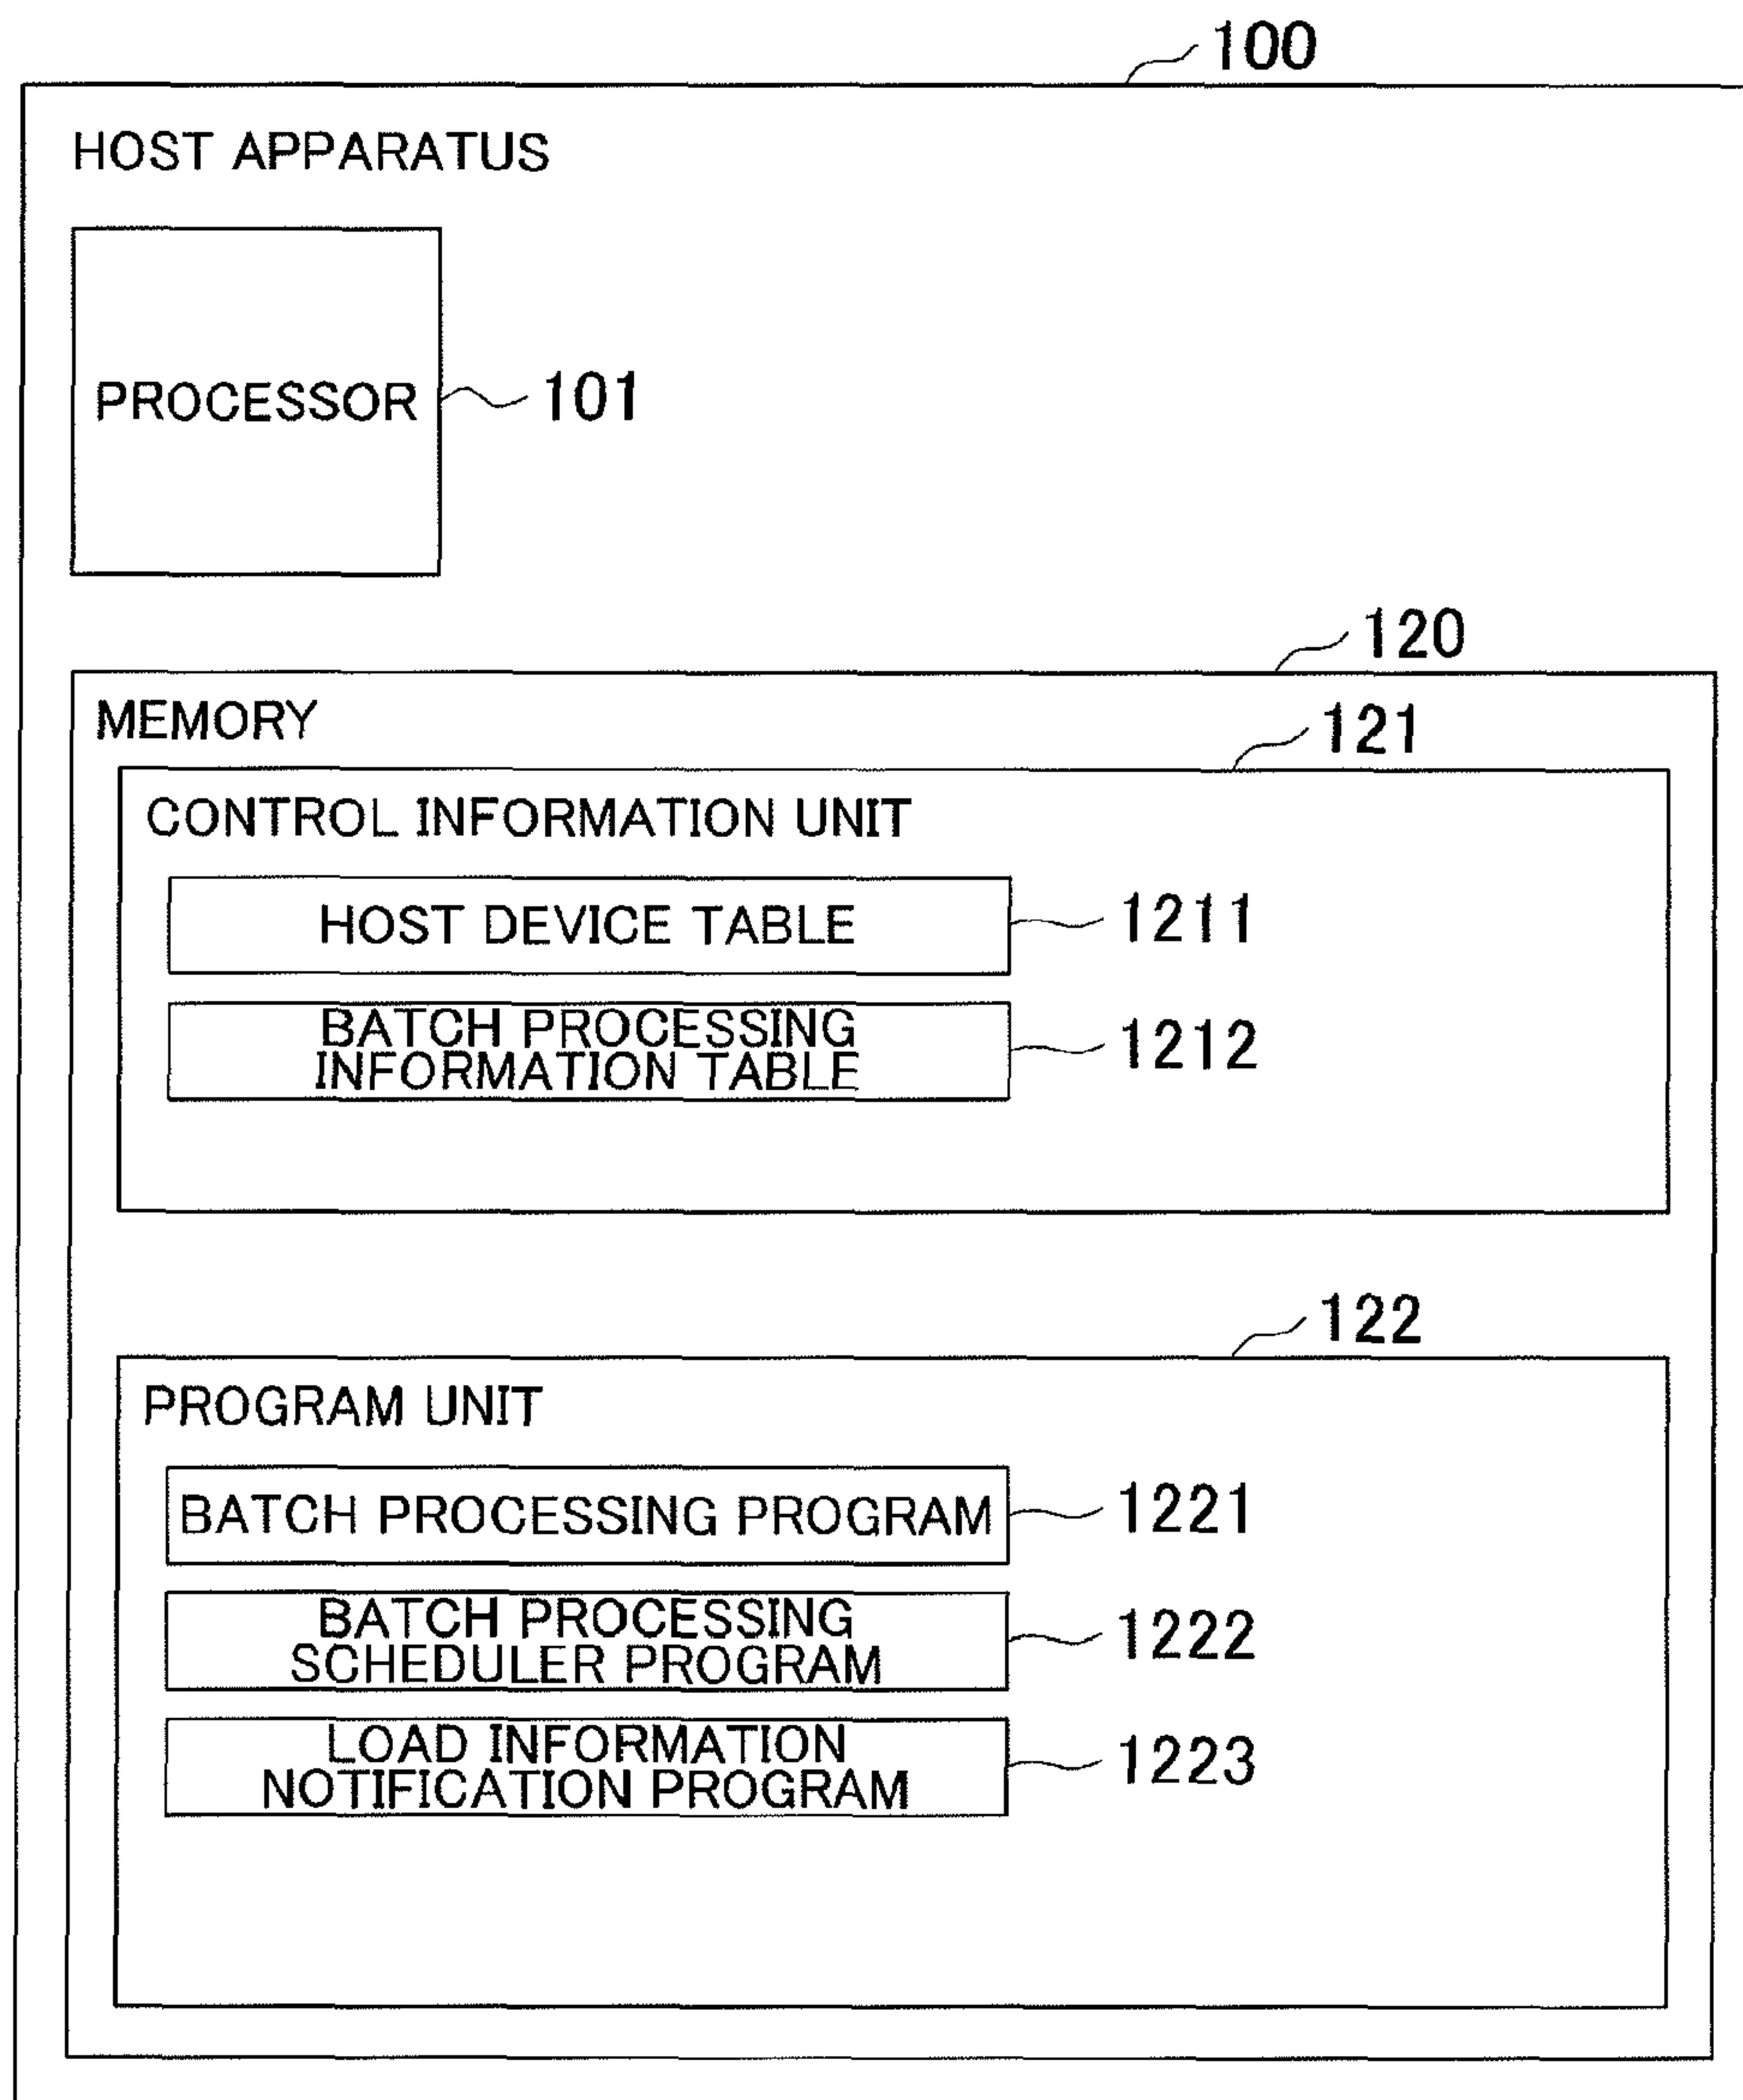 100
HOST APPARATUS
PROCESSOR
101
120
MEMORY
121
CONTROL INFORMATION UNIT
HOST DEVICE TABLE
1211
BATCH PROCESSING
INFORMATION TABLE
1212
122
PROGRAM UNIT
BATCH PROCESSING PROGRAM
1221
BATCH PROCESSING
SCHEDULER PROGRAM
1222
LOAD INFORMATION
NOTIFICATION PROGRAM
1223